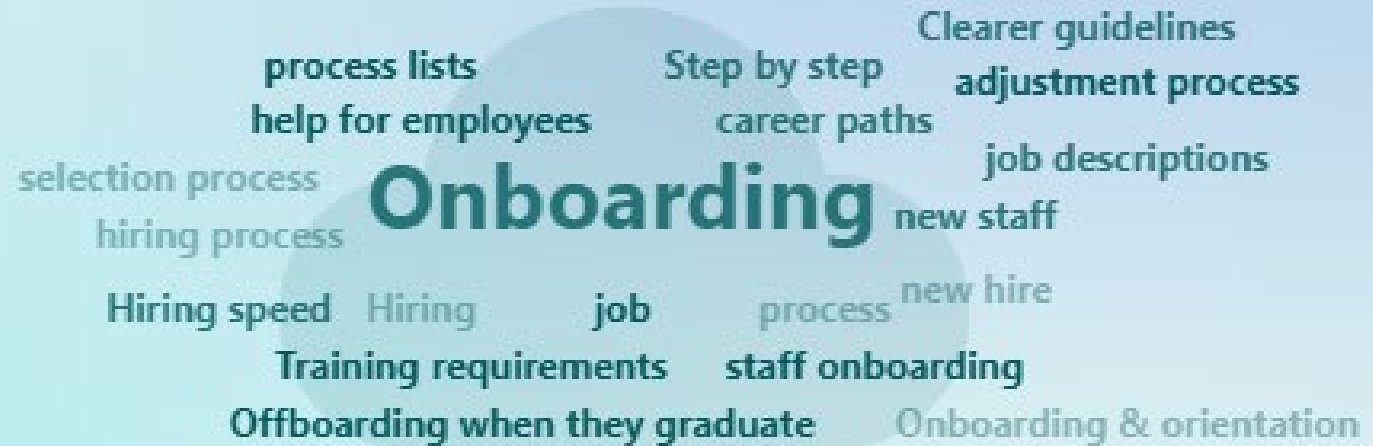 Clearer guidelines
process lists Step by step
adjustment process
help for employees career paths
job descriptions
selection process
Onboarding new staff
hiring process
new hire
Hiring speed Hiring job process
Training requirements staff onboarding
Offboarding when they graduate Onboarding & orientation